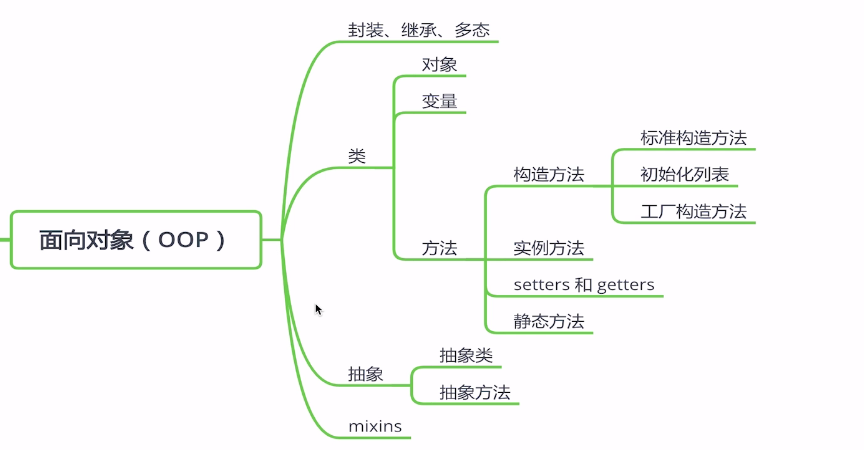 封装、继承、多态
对象
变量
类
标准构造方法
构造方法
初始化列表
工厂构造方法
面向对象（OOP）
方法
实例方法
setters 和 getters
静态方法
抽象类
抽象
抽象方法
mixins